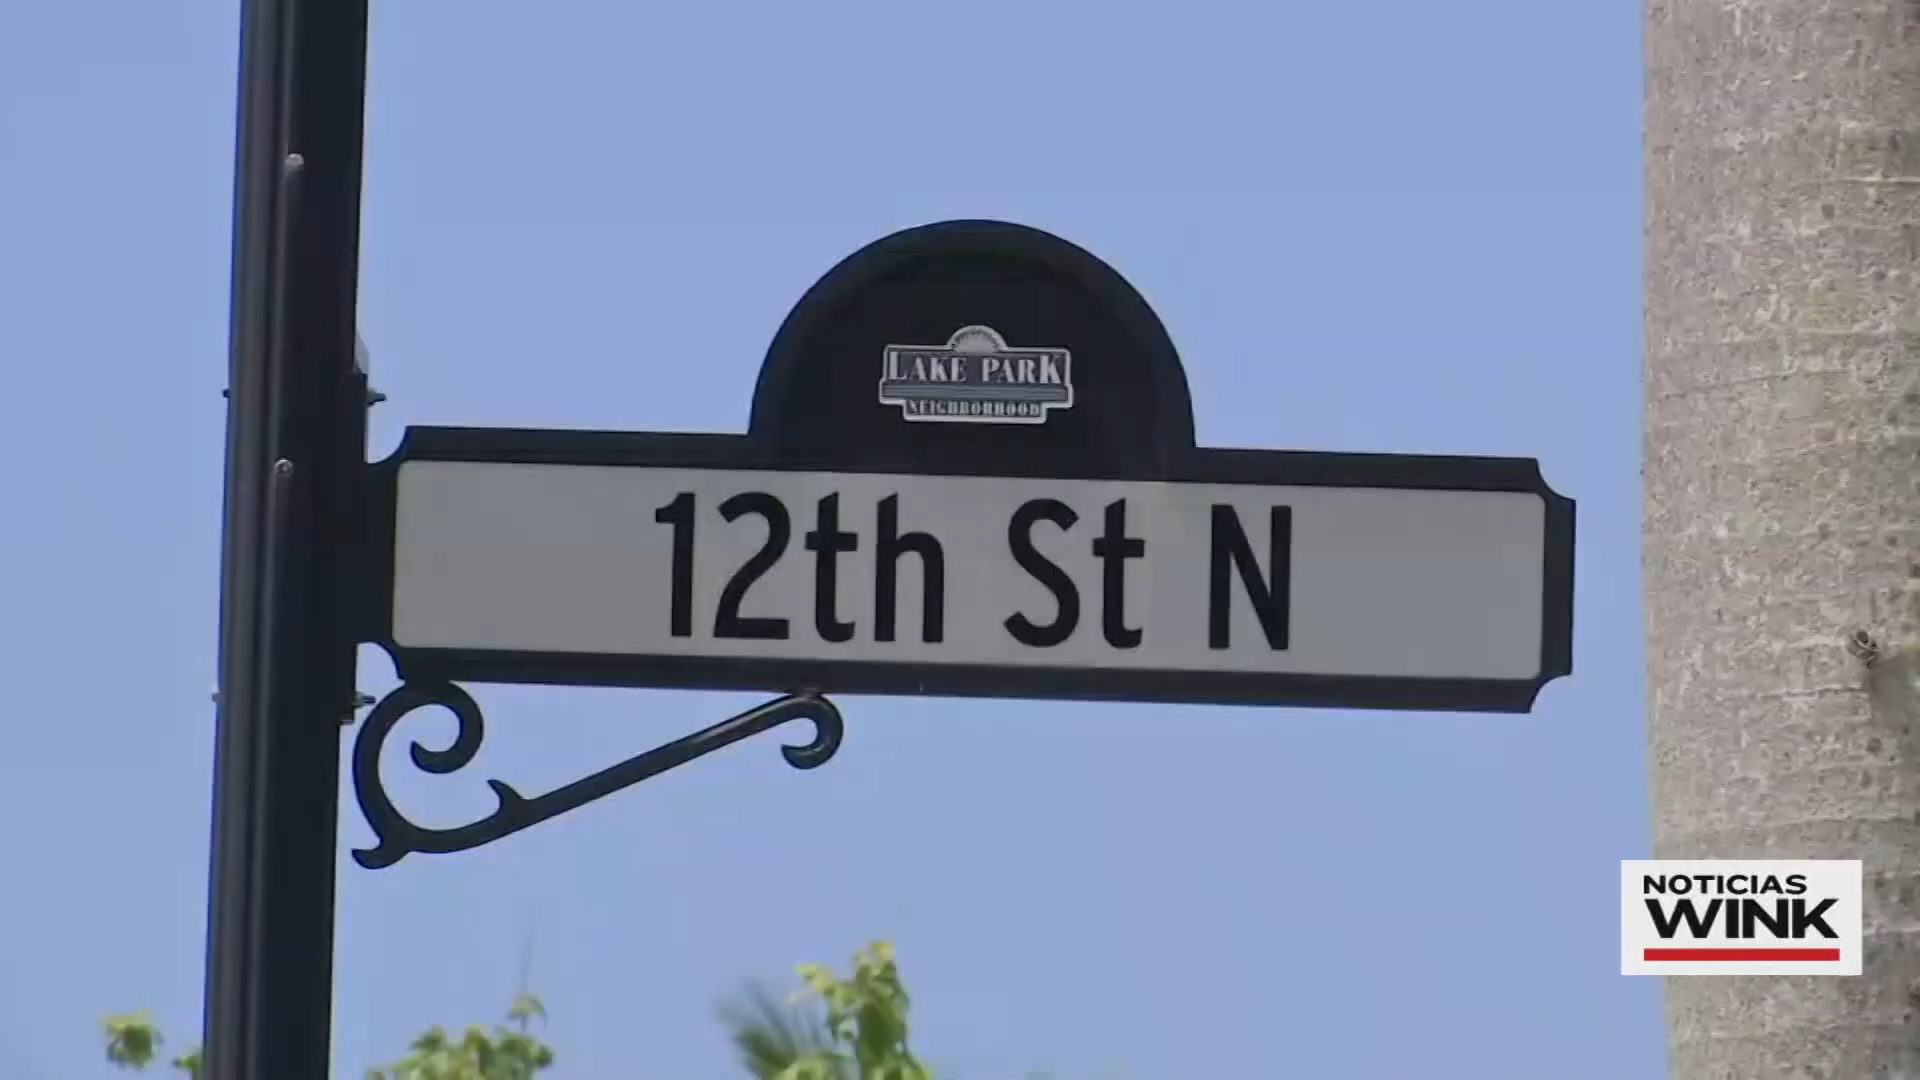 LAKE PARK
NEIGHBORHOOD
12th St N
NOTICIAS
WINK